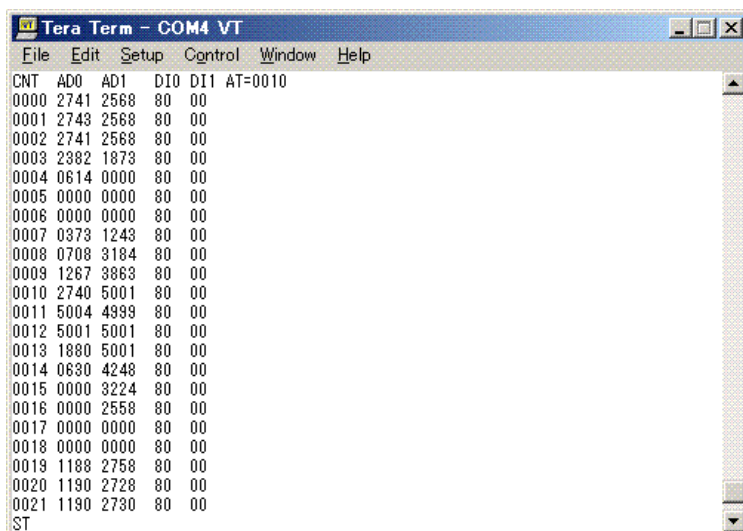 Tera Term - COM4 VT
File Edit Setup Control Window Help
CNT AD0 AD1 DI0 DI1 AT=0010
0000 2741 2568 80 00
0001 2743 2568 80 00
0002 2741 2568 80 00
0003 2382 1873 80 00
0004 0614 0000 80 00
0005 0000 0000 80 00
0006 0000 0000 80 00
0007 0373 1243 80 00
0008 0708 3184 80 00
0009 1267 3863 80 00
0010 2740 5001 80 00
0011 5004 4999 80 00
0012 5001 5001 80 00
0013 1880 5001 80 00
0014 0630 4248 80 00
0015 0000 3224 80 00
0016 0000 2558 80 00
0017 0000 0000 80 00
0018 0000 0000 80 00
0019 1188 2758 80 00
0020 1190 2728 80 00
0021 1190 2730 80 00
ST